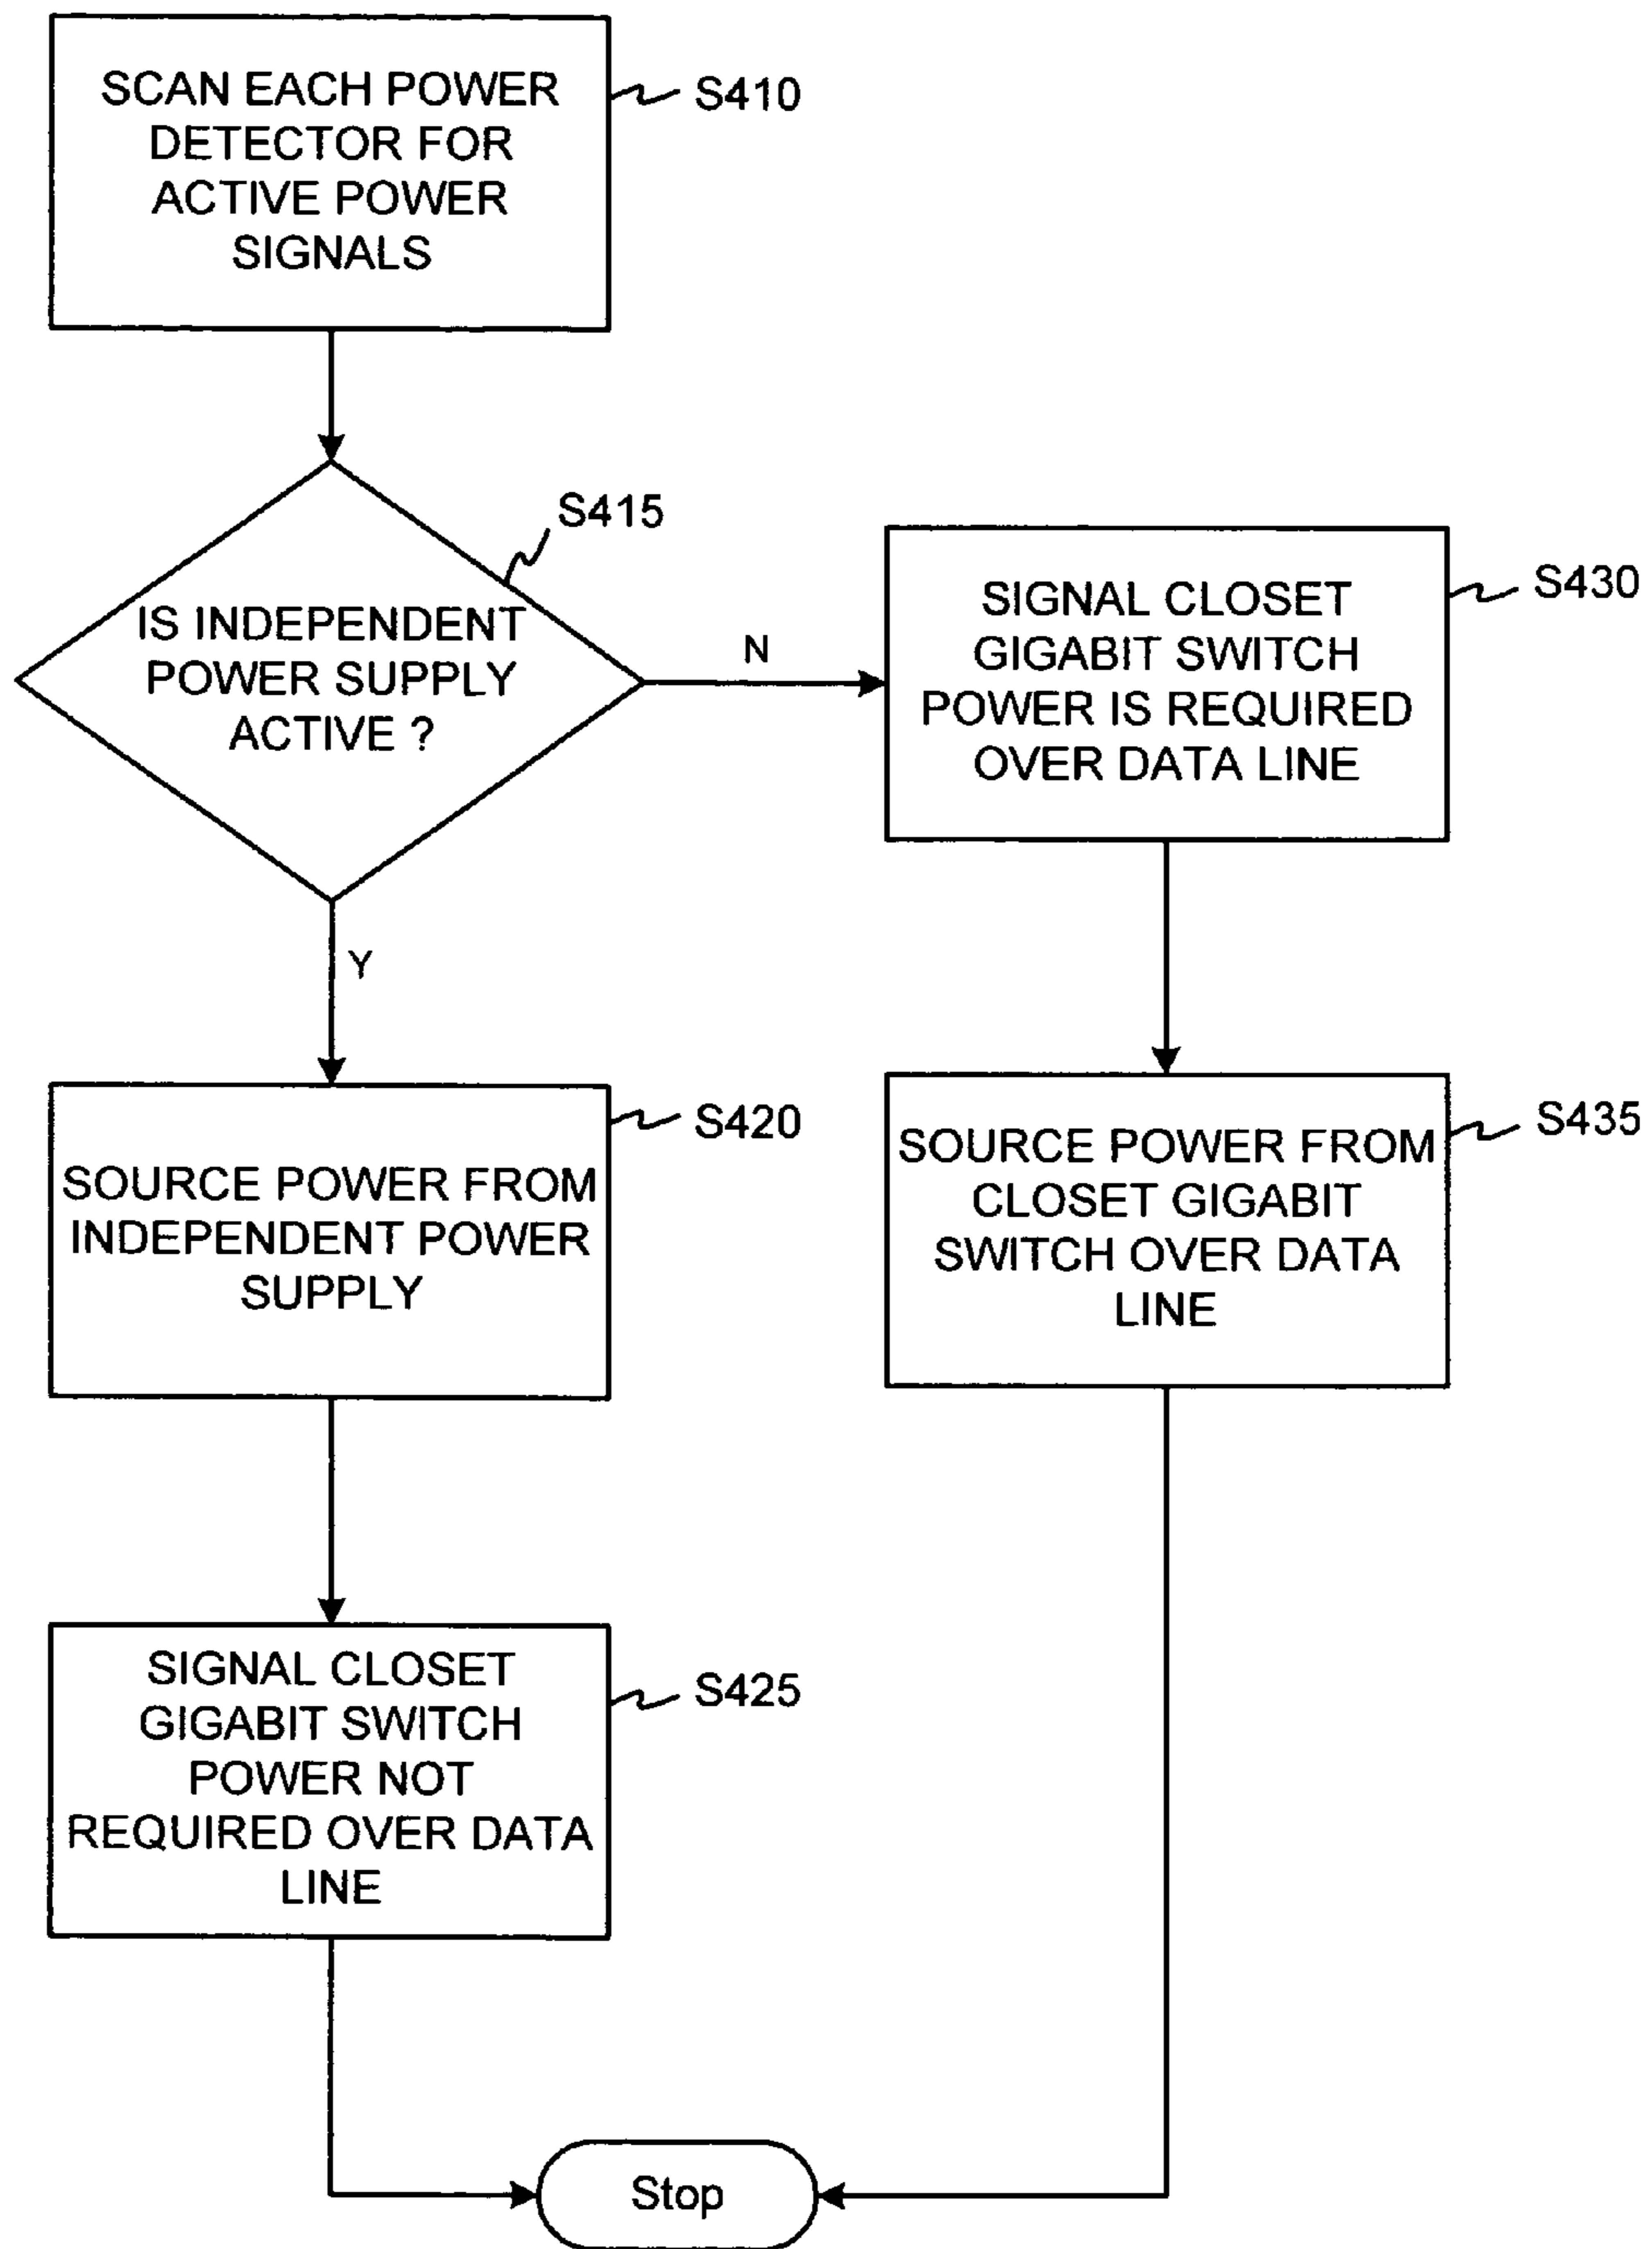 SCAN EACH POWER
DETECTOR FOR
ACTIVE POWER
SIGNALS
S410
IS INDEPENDENT
POWER SUPPLY
ACTIVE ?
S415
N
Y
SIGNAL CLOSET
GIGABIT SWITCH
POWER IS REQUIRED
OVER DATA LINE
S430
SOURCE POWER FROM
INDEPENDENT POWER
SUPPLY
S420
SOURCE POWER FROM
CLOSET GIGABIT
SWITCH OVER DATA
LINE
S435
SIGNAL CLOSET
GIGABIT SWITCH
POWER NOT
REQUIRED OVER DATA
LINE
S425
Stop